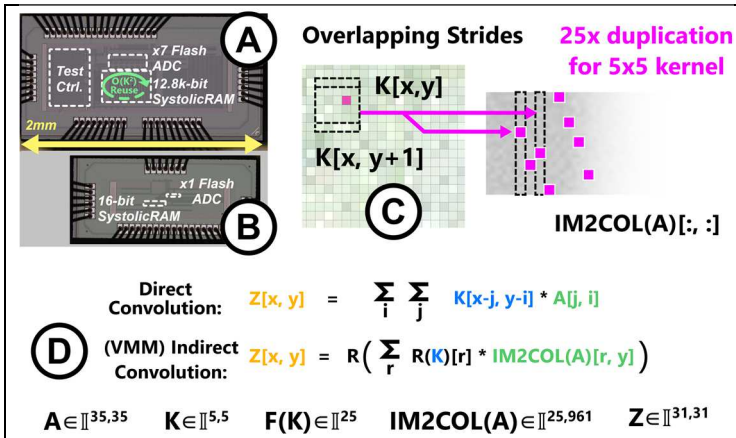 x7 Flash
ADC
A
Test
Ctrl.
O(K²)
Reuse
12.8k-bit
SystolicRAM
2mm
x1 Flash
ADC
16-bit
SystolicRAM
B
Overlapping Strides
25x duplication
for 5x5 kernel
K[x,y]
K[x, y+1]
C
IM2COL(A)[:, :]
Direct
Convolution:
Z[x, y] = Σ i Σ j K[x-j, y-i] * A[j, i]
D
(VMM) Indirect
Convolution:
Z[x, y] = R( Σ r R(K)[r] * IM2COL(A)[r, y] )
A∈𝕀^35,35 K∈𝕀^5,5 F(K)∈𝕀^25 IM2COL(A)∈𝕀^25,961 Z∈𝕀^31,31